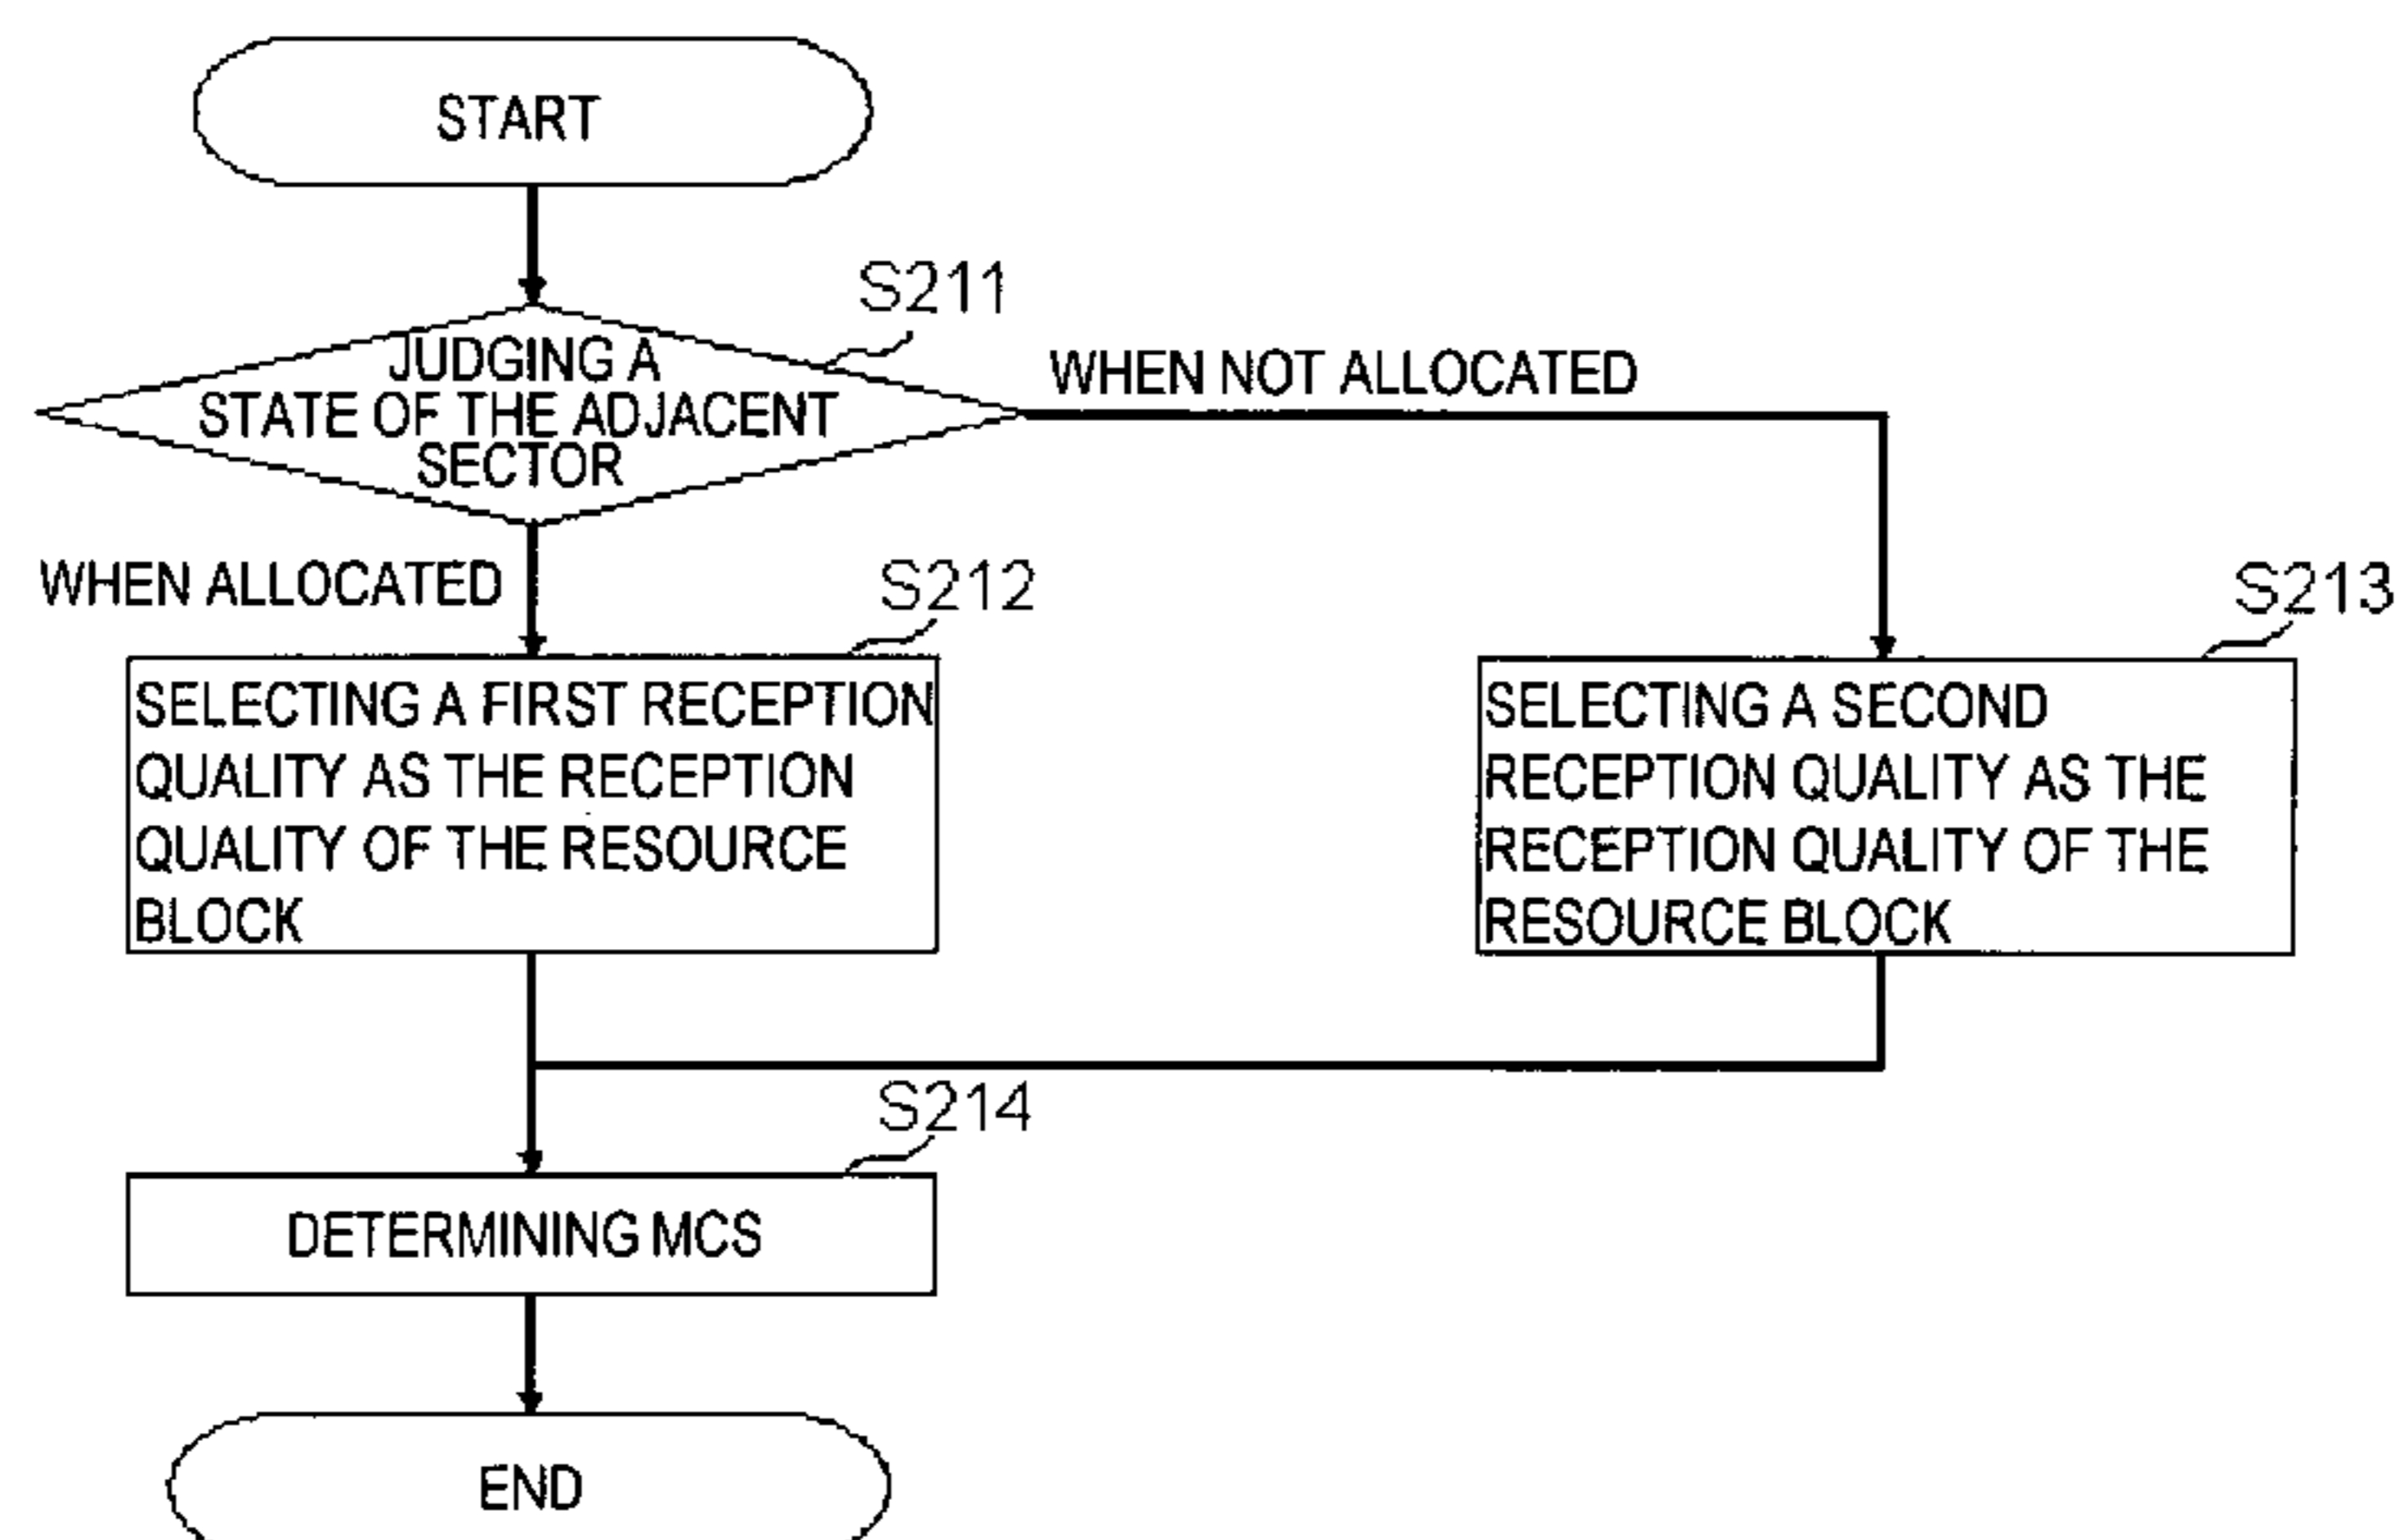 START
S211
JUDGING A
STATE OF THE ADJACENT
SECTOR
WHEN NOT ALLOCATED
WHEN ALLOCATED
S212
SELECTING A FIRST RECEPTION
QUALITY AS THE RECEPTION
QUALITY OF THE RESOURCE
BLOCK
S213
SELECTING A SECOND
RECEPTION QUALITY AS THE
RECEPTION QUALITY OF THE
RESOURCE BLOCK
S214
DETERMINING MCS
END